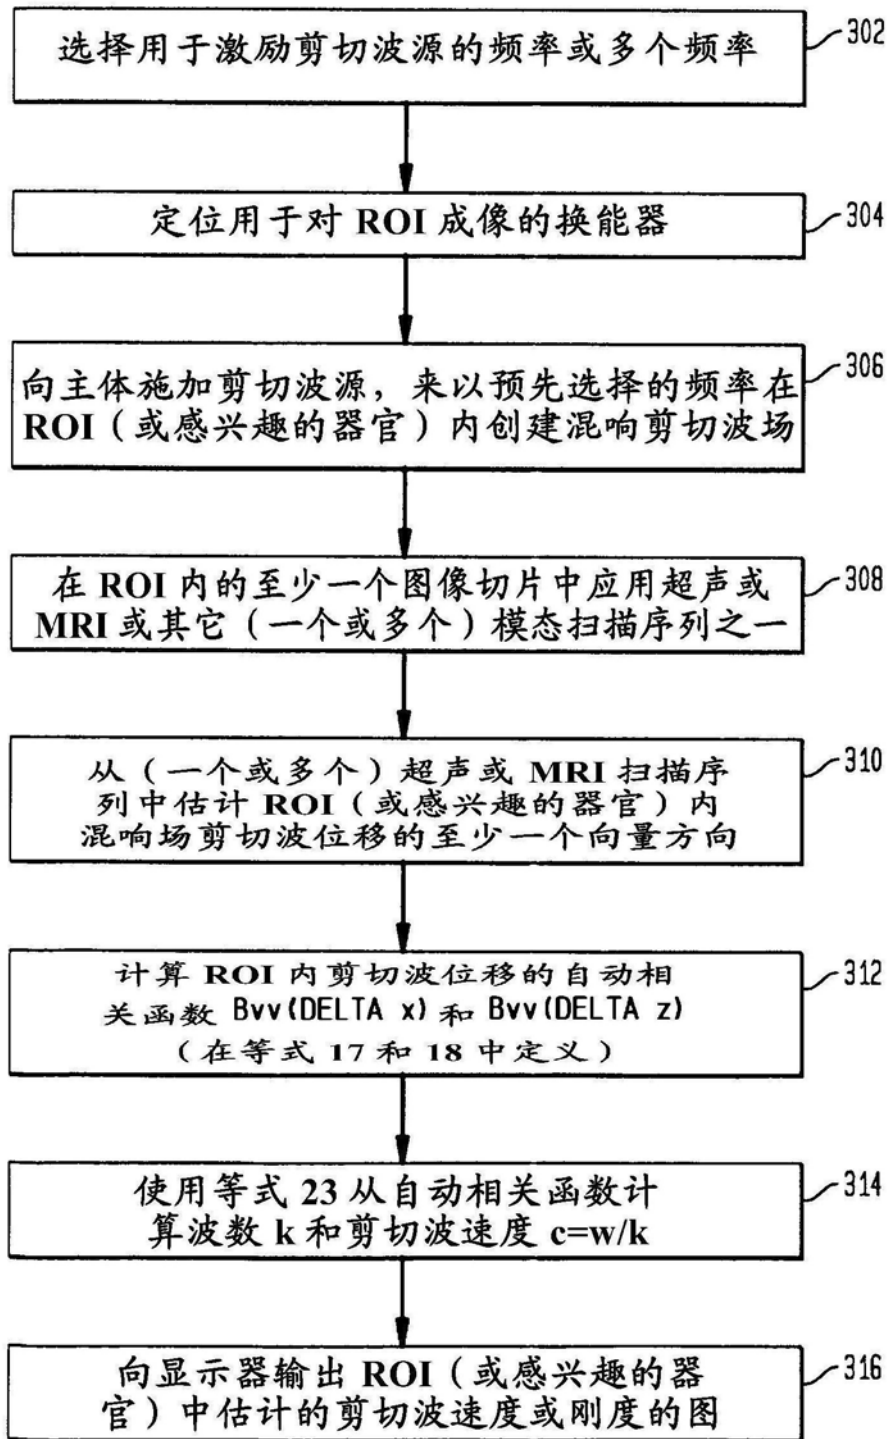 选择用于激励剪切波源的频率或多个频率
302
定位用于对 ROI 成像的换能器
304
向主体施加剪切波源，来以预先选择的频率在
ROI（或感兴趣的器官）内创建混响剪切波场
306
在 ROI 内的至少一个图像切片中应用超声或
MRI 或其它（一个或多个）模态扫描序列之一
308
从（一个或多个）超声或 MRI 扫描序
列中估计 ROI（或感兴趣的器官）内
混响场剪切波位移的至少一个向量方向
310
计算 ROI 内剪切波位移的自动相
关函数 Bvv(DELTA x) 和 Bvv(DELTA z)
（在等式 17 和 18 中定义）
312
使用等式 23 从自动相关函数计
算波数 k 和剪切波速度 c=w/k
314
向显示器输出 ROI（或感兴趣的器
官）中估计的剪切波速度或刚度的图
316